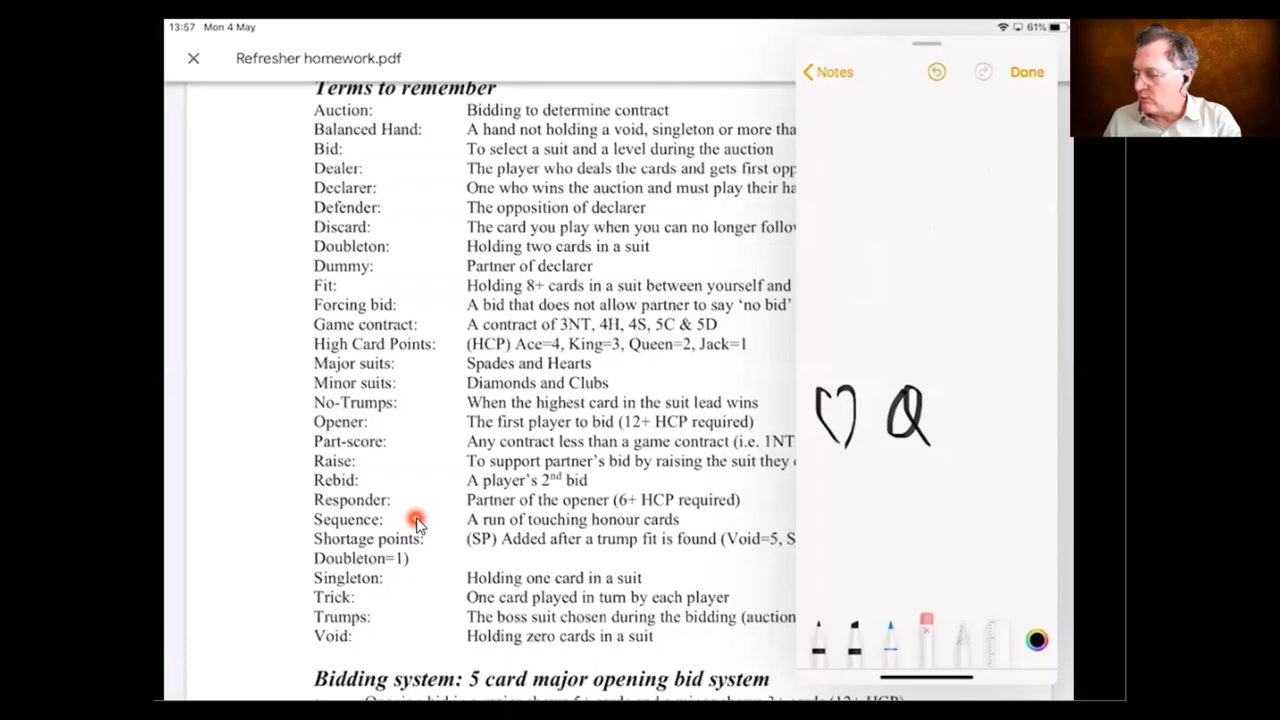 13:57 Mon 4 May
61%
Refresher homework.pdf
Notes
Done
Terms to remember
Auction: Bidding to determine contract
Balanced Hand: A hand not holding a void, singleton or more tha
Bid: To select a suit and a level during the auction
Dealer: The player who deals the cards and gets first opp
Declarer: One who wins the auction and must play their ha
Defender: The opposition of declarer
Discard: The card you play when you can no longer follow
Doubleton: Holding two cards in a suit
Dummy: Partner of declarer
Fit: Holding 8+ cards in a suit between yourself and
Forcing bid: A bid that does not allow partner to say ‘no bid’
Game contract: A contract of 3NT, 4H, 4S, 5C & 5D
High Card Points: (HCP) Ace=4, King=3, Queen=2, Jack=1
Major suits: Spades and Hearts
Minor suits: Diamonds and Clubs
No-Trumps: When the highest card in the suit lead wins
Opener: The first player to bid (12+ HCP required)
Part-score: Any contract less than a game contract (i.e. 1NT
Raise: To support partner’s bid by raising the suit they
Rebid: A player’s 2nd bid
Responder: Partner of the opener (6+ HCP required)
Sequence: A run of touching honour cards
Shortage points: (SP) Added after a trump fit is found (Void=5, S
Doubleton=1)
Singleton: Holding one card in a suit
Trick: One card played in turn by each player
Trumps: The boss suit chosen during the bidding (auction
Void: Holding zero cards in a suit
♡ Q
Bidding system: 5 card major opening bid system